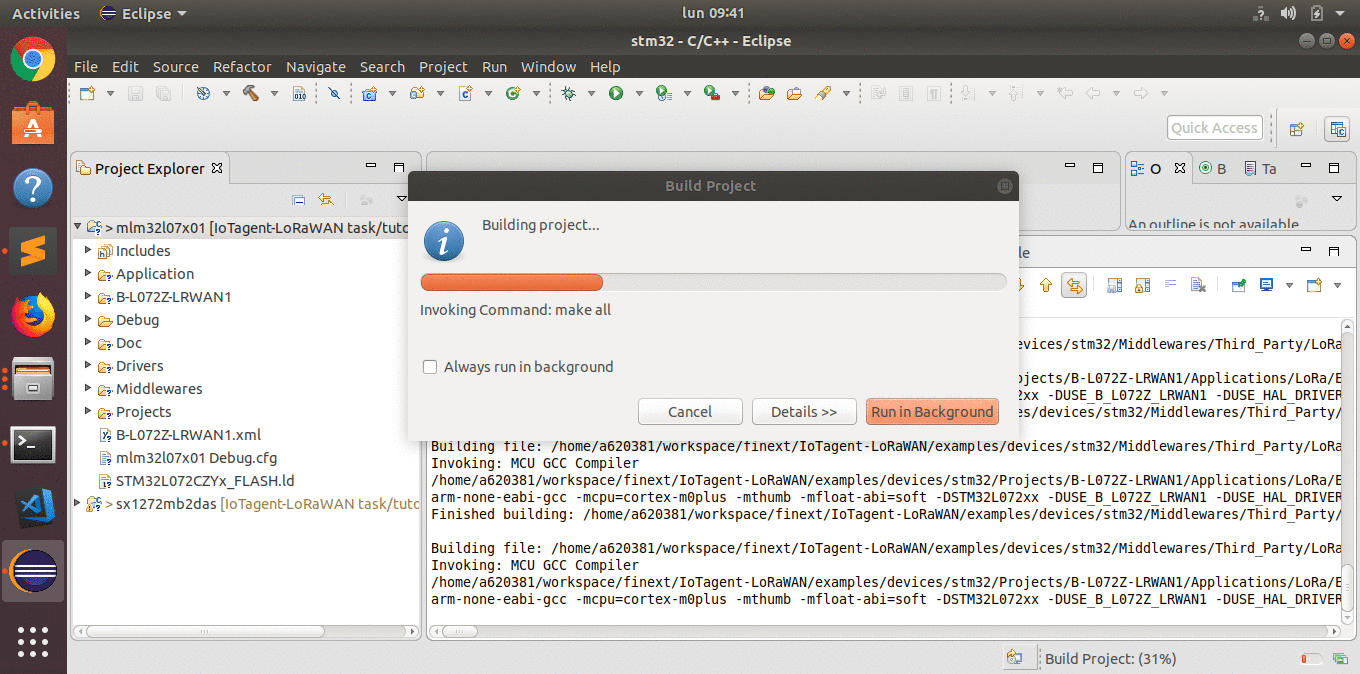 Activities Eclipse lun 09:41
stm32 - C/C++ - Eclipse
File Edit Source Refactor Navigate Search Project Run Window Help
010
Quick Access
Project Explorer O B Ta
Build Project
Building project...
An outline is not available.
mlm32l07x01 [IoTagent-LoRaWAN task/tuto
Includes
Application
B-L072Z-LRWAN1
Debug
Doc
Drivers
Middlewares
Projects
B-L072Z-LRWAN1.xml
mlm32l07x01 Debug.cfg
STM32L072CZYx_FLASH.ld
> sx1272mb2das [IoTagent-LoRaWAN task/tuto
le
Invoking Command: make all
Always run in background
Cancel Details >> Run in Background
evices/stm32/Middlewares/Third_Party/LoRa
ojects/B-L072Z-LRWAN1/Applications/LoRa/E
2xx -DUSE_B_L072Z_LRWAN1 -DUSE_HAL_DRIVER
es/devices/stm32/Middlewares/Third_Party/
Building file: /home/a620381/workspace/finext/IoTagent-LoRaWAN/examples/devices/stm32/Middlewares/Third_Party/LoRa
Invoking: MCU GCC Compiler
/home/a620381/workspace/finext/IoTagent-LoRaWAN/examples/devices/stm32/Projects/B-L072Z-LRWAN1/Applications/LoRa/E
arm-none-eabi-gcc -mcpu=cortex-m0plus -mthumb -mfloat-abi=soft -DSTM32L072xx -DUSE_B_L072Z_LRWAN1 -DUSE_HAL_DRIVER
Finished building: /home/a620381/workspace/finext/IoTagent-LoRaWAN/examples/devices/stm32/Middlewares/Third_Party/
Building file: /home/a620381/workspace/finext/IoTagent-LoRaWAN/examples/devices/stm32/Middlewares/Third_Party/LoRa
Invoking: MCU GCC Compiler
/home/a620381/workspace/finext/IoTagent-LoRaWAN/examples/devices/stm32/Projects/B-L072Z-LRWAN1/Applications/LoRa/E
arm-none-eabi-gcc -mcpu=cortex-m0plus -mthumb -mfloat-abi=soft -DSTM32L072xx -DUSE_B_L072Z_LRWAN1 -DUSE_HAL_DRIVER
Build Project: (31%)